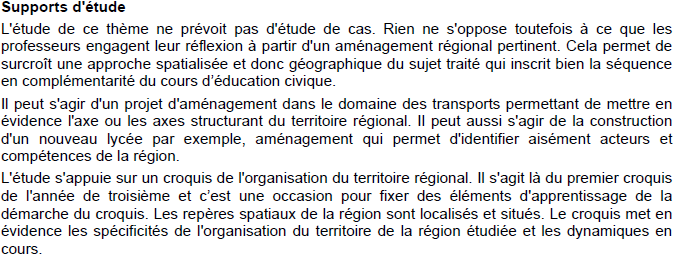 Supports d'étude
L'étude de ce thème ne prévoit pas d'étude de cas. Rien ne s'oppose toutefois à ce que les
professeurs engagent leur réflexion à partir d'un aménagement régional pertinent. Cela permet de
surcroît une approche spatialisée et donc géographique du sujet traité qui inscrit bien la séquence
en complémentarité du cours d'éducation civique.
Il peut s'agir d'un projet d'aménagement dans le domaine des transports permettant de mettre en
évidence l'axe ou les axes structurant du territoire régional. Il peut aussi s'agir de la construction
d'un nouveau lycée par exemple, aménagement qui permet d'identifier aisément acteurs et
compétences de la région.
L'étude s'appuie sur un croquis de l'organisation du territoire régional. Il s'agit là du premier croquis
de l'année de troisième et c'est une occasion pour fixer des éléments d'apprentissage de la
démarche du croquis. Les repères spatiaux de la région sont localisés et situés. Le croquis met en
évidence les spécificités de l'organisation du territoire de la région étudiée et les dynamiques en
cours.